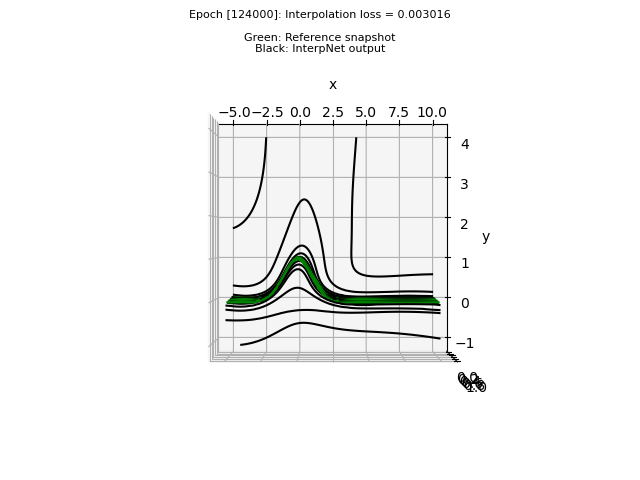 Epoch [124000]: Interpolation loss = 0.003016
Green: Reference snapshot
Black: InterpNet output
x
−5.0 −2.5 0.0 2.5 5.0 7.5 10.0
4
3
2
y
1
0
−1